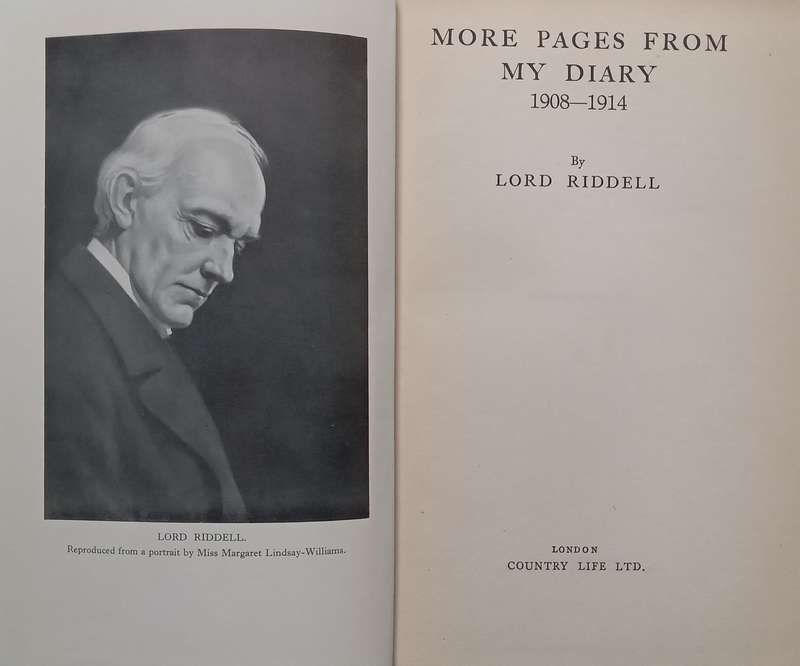 LORD RIDDELL.
Reproduced from a portrait by Miss Margaret Lindsay-Williams.
MORE PAGES FROM
MY DIARY
1908—1914
By
LORD RIDDELL
LONDON
COUNTRY LIFE LTD.